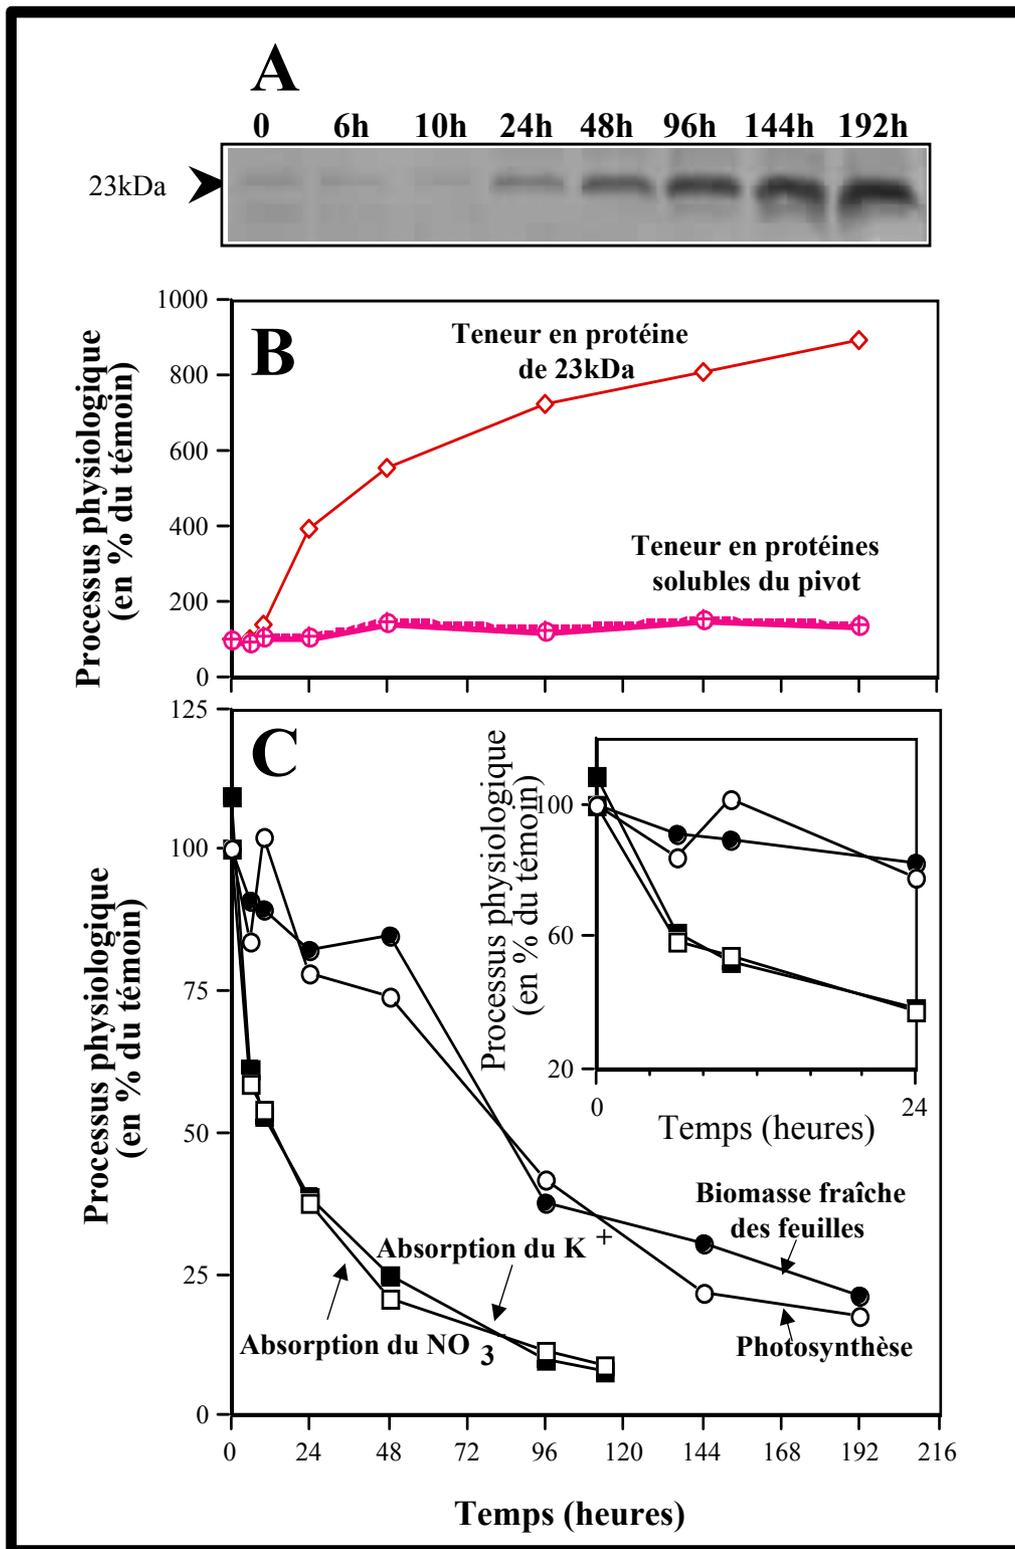 A
0 6h 10h 24h 48h 96h 144h 192h
23kDa
B
Processus physiologique
(en % du témoin)
1000
800
600
400
200
0
Teneur en protéine
de 23kDa
Teneur en protéines
solubles du pivot
C
Processus physiologique
(en % du témoin)
125
100
75
50
25
0
Processus physiologique
(en % du témoin)
100
60
20
0 24
Temps (heures)
Biomasse fraîche
des feuilles
Absorption du K +
Absorption du NO 3
Photosynthèse
0 24 48 72 96 120 144 168 192 216
Temps (heures)